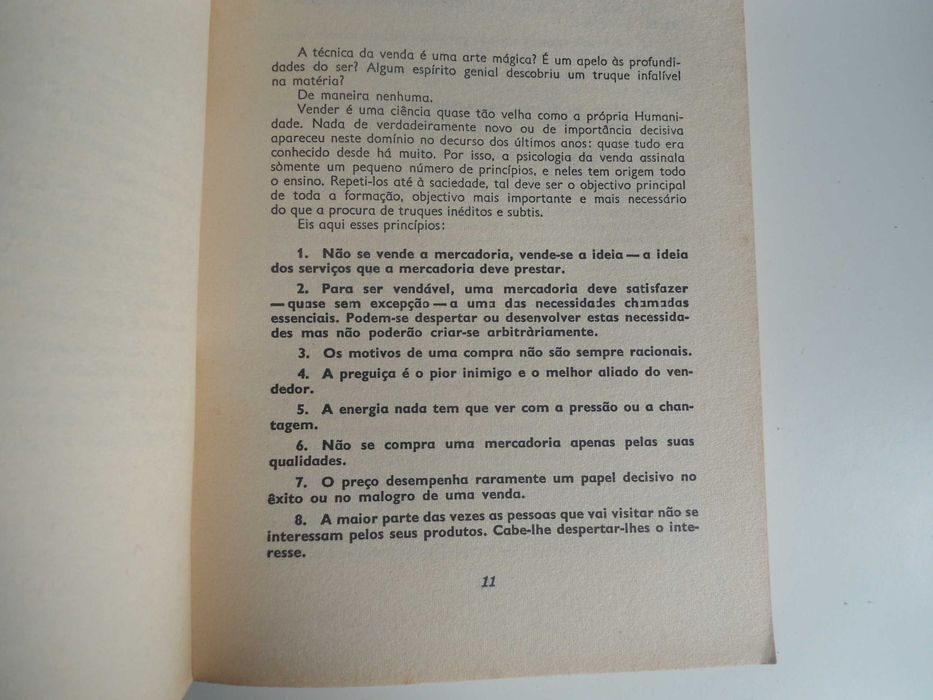 A técnica da venda é uma arte mágica? É um apelo às profundi-
dades do ser? Algum espírito genial descobriu um truque infalível
na matéria?
De maneira nenhuma.
Vender é uma ciência quase tão velha como a própria Humani-
dade. Nada de verdadeiramente novo ou de importância decisiva
apareceu neste domínio no decurso dos últimos anos: quase tudo era
conhecido desde há muito. Por isso, a psicologia da venda assinala
sòmente um pequeno número de princípios, e neles tem origem todo
o ensino. Repeti-los até à saciedade, tal deve ser o objectivo principal
de toda a formação, objectivo mais importante e mais necessário
do que a procura de truques inéditos e subtis.
Eis aqui esses princípios:
1. Não se vende a mercadoria, vende-se a ideia — a ideia
dos serviços que a mercadoria deve prestar.
2. Para ser vendável, uma mercadoria deve satisfazer
— quase sem excepção — a uma das necessidades chamadas
essenciais. Podem-se despertar ou desenvolver estas necessida-
des mas não poderão criar-se arbitràriamente.
3. Os motivos de uma compra não são sempre racionais.
4. A preguiça é o pior inimigo e o melhor aliado do ven-
dedor.
5. A energia nada tem que ver com a pressão ou a chan-
tagem.
6. Não se compra uma mercadoria apenas pelas suas
qualidades.
7. O preço desempenha raramente um papel decisivo no
êxito ou no malogro de uma venda.
8. A maior parte das vezes as pessoas que vai visitar não se
interessam pelos seus produtos. Cabe-lhe despertar-lhes o inte-
resse.
11